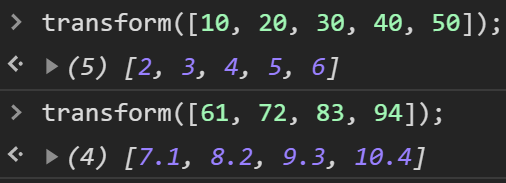 > transform([10, 20, 30, 40, 50]);
(5) [2, 3, 4, 5, 6]
> transform([61, 72, 83, 94]);
(4) [7.1, 8.2, 9.3, 10.4]